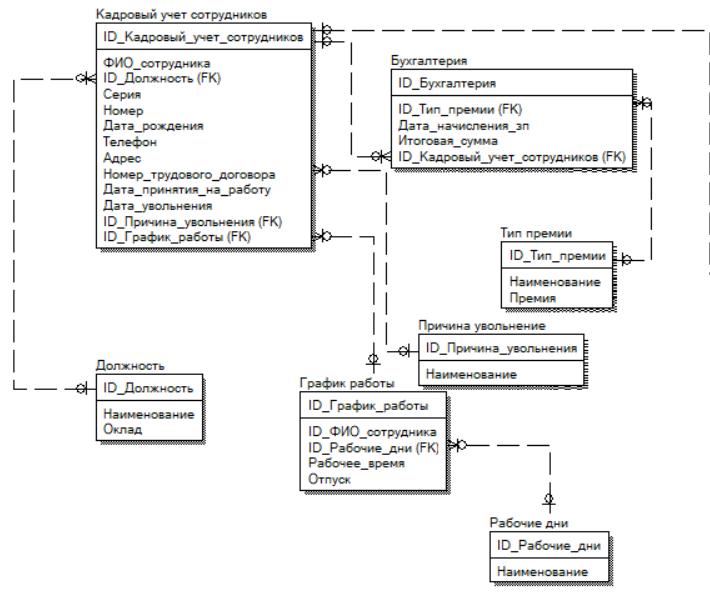 Кадровый учет сотрудников
ID_Кадровый_учет_сотрудников
ФИО_сотрудника
ID_Должность (FK)
Серия
Номер
Дата_рождения
Телефон
Адрес
Номер_трудового_договора
Дата_принятия_на_работу
Дата_увольнения
ID_Причина_увольнения (FK)
ID_График_работы (FK)
Бухгалтерия
ID_Бухгалтерия
ID_Тип_премии (FK)
Дата_начисления_зп
Итоговая_сумма
ID_Кадровый_учет_сотрудников (FK)
Тип премии
ID_Тип_премии
Наименование
Премия
Причина увольнение
ID_Причина_увольнения
Наименование
Должность
ID_Должность
Наименование
Оклад
График работы
ID_График_работы
ID_ФИО_сотрудника
ID_Рабочие_дни (FK)
Рабочее_время
Отпуск
Рабочие дни
ID_Рабочие_дни
Наименование